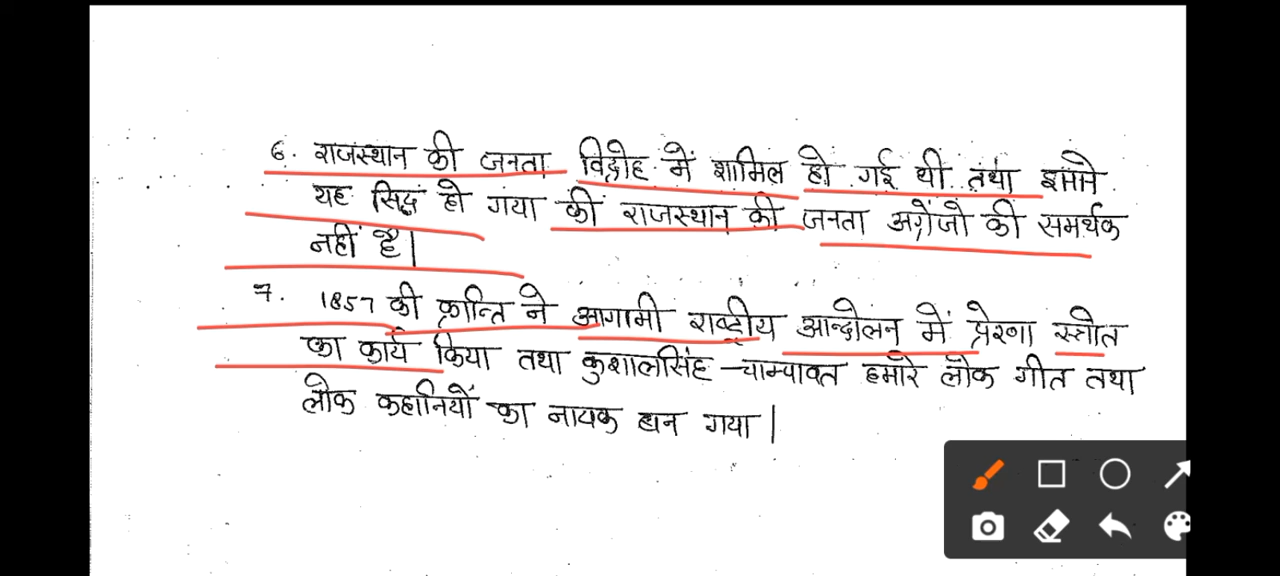 6. राजस्थान की जनता विद्रोह में शामिल हो गई थी तथा इससे
यह सिद्ध हो गया की राजस्थान की जनता अंग्रेजो की समर्थक
नहीं है|
7. 1857 की क्रान्ति ने आगामी राष्ट्रीय आन्दोलन में प्रेरणा स्त्रोत
का कार्य किया तथा कुशालसिंह -चाम्पावत हमारे लोक गीत तथा
लोक कहानियों का नायक बन गया|